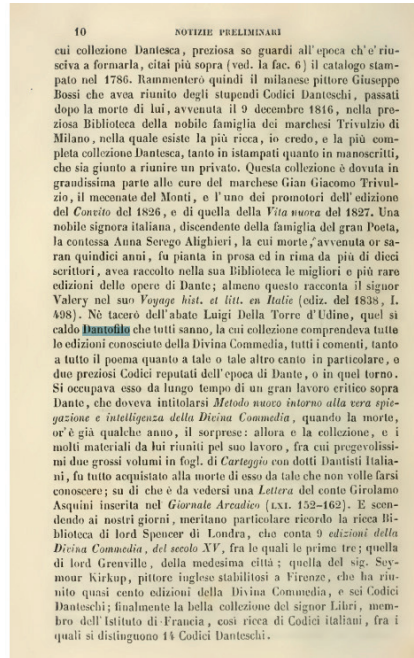 10 NOTIZIE PRELIMINARI
cui collezione Dantesca, preziosa se guardi all'epoca ch'e' riu-
sciva a formarla, citai più sopra (ved. la fac. 6) il catalogo stam-
pato nel 1786. Rammenterò quindi il milanese pittore Giuseppe
Bossi che avea riunito degli stupendi Codici Danteschi, passati
dopo la morte di lui, avvenuta il 9 decembre 1816, nella pre-
ziosa Biblioteca della nobile famiglia dei marchesi Trivulzio di
Milano, nella quale esiste la più ricca, io credo, e la più com-
pleta collezione Dantesca, tanto in istampati quanto in manoscritti,
che sia giunto a riunire un privato. Questa collezione è dovuta in
grandissima parte alle cure del marchese Gian Giacomo Trivul-
zio, il mecenate del Monti, e l'uno dei promotori dell'edizione
del Convito del 1826, e di quella della Vita nuova del 1827. Una
nobile signora italiana, discendente della famiglia del gran Poeta,
la contessa Anna Serego Alighieri, la cui morte, avvenuta or sa-
ran quindici anni, fu pianta in prosa ed in rima da più di dieci
scrittori, avea raccolto nella sua Biblioteca le migliori e più rare
edizioni delle opere di Dante; almeno questo racconta il signor
Valery nel suo Voyage hist. et litt. en Italie (ediz. del 1838, I.
498). Nè tacerò dell'abate Luigi Della Torre d'Udine, quel sì
caldo Dantofilo che tutti sanno, la cui collezione comprendeva tutte
le edizioni conosciute della Divina Commedia, tutti i comenti, tanto
a tutto il poema quanto a tale o tale altro canto in particolare, e
due preziosi Codici reputati dell'epoca di Dante, o in quel torno.
Si occupava esso da lungo tempo di un gran lavoro critico sopra
Dante, che doveva intitolarsi Metodo nuovo intorno alla vera spie-
gazione e intelligenza della Divina Commedia, quando la morte,
or'è già qualche anno, il sorprese: allora e la collezione, e i
molti materiali da lui riuniti pel suo lavoro, fra cui pregevolissi-
mi due grossi volumi in fogl. di Carteggio con dotti Dantisti Italia-
ni, fu tutto acquistato alla morte di esso da tale che non volle farsi
conoscere; su di che è da vedersi una Lettera del conte Girolamo
Asquini inserita nel Giornale Arcadico (LXI. 152-162). E scen-
dendo ai nostri giorni, meritano particolare ricordo la ricca Bi-
blioteca di lord Spencer di Londra, che conta 9 edizioni della
Divina Commedia, del secolo XV, fra le quali le prime tre; quella
di lord Grenville, della medesima città; quella del sig. Sey-
mour Kirkup, pittore inglese stabilitosi a Firenze, che ha riu-
nito quasi cento edizioni della Divina Commedia, e sei Codici
Danteschi; finalmente la bella collezione del signor Libri, mem-
bro dell'Istituto di Francia, così ricca di Codici italiani, fra i
quali si distinguono 14 Codici Danteschi.